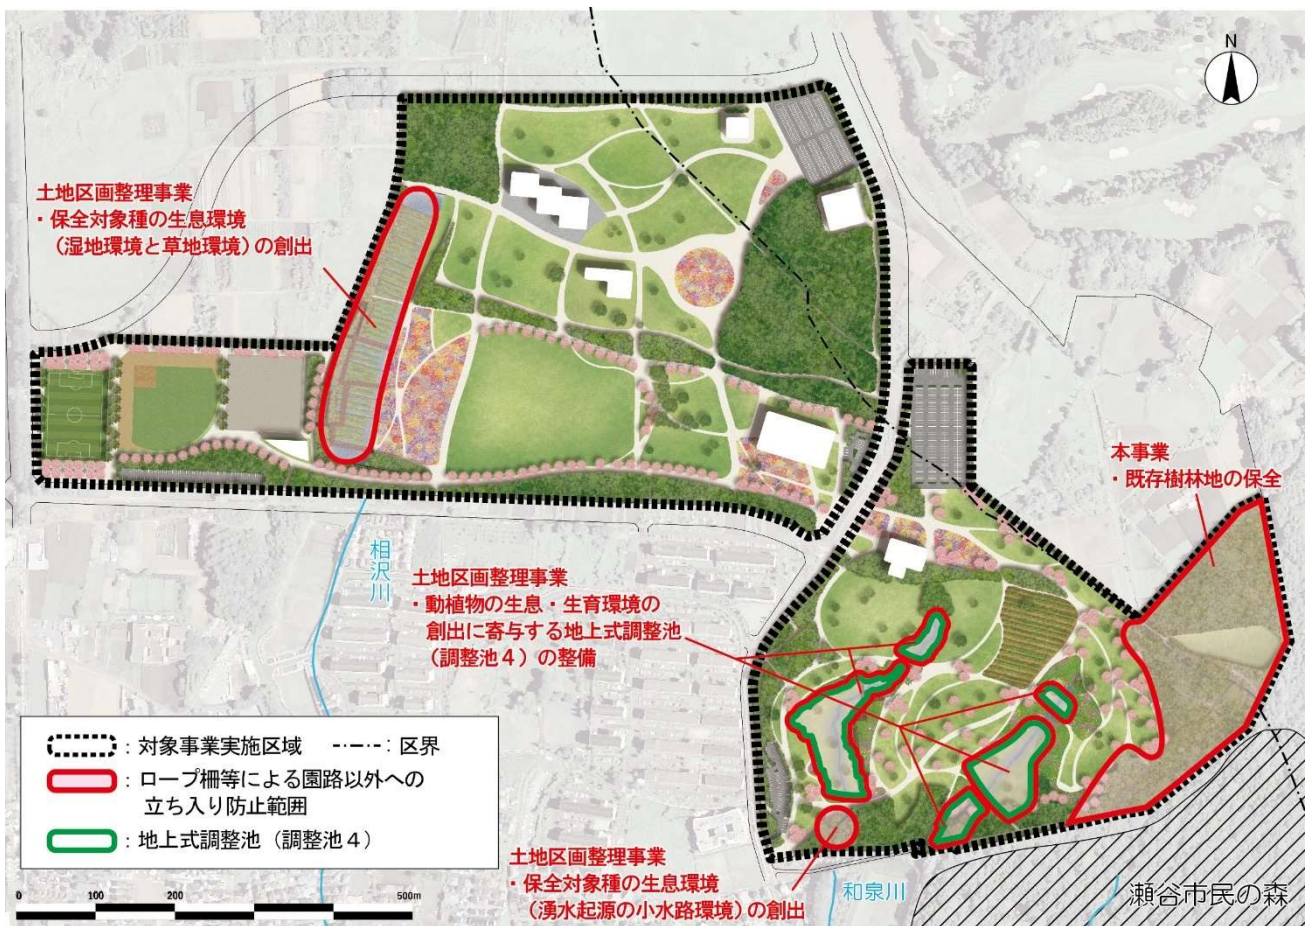 N
土地区画整理事業
・保全対象種の生息環境
（湿地環境と草地環境）の創出
本事業
・既存樹林地の保全
相沢川
土地区画整理事業
・動植物の生息・生育環境の
創出に寄与する地上式調整池
（調整池４）の整備
：対象事業実施区域
：区界
：ロープ柵等による園路以外への
立ち入り防止範囲
：地上式調整池（調整池４）
土地区画整理事業
・保全対象種の生息環境
（湧水起源の小水路環境）の創出
和泉川
瀬谷市民の森
0 100 200 500m